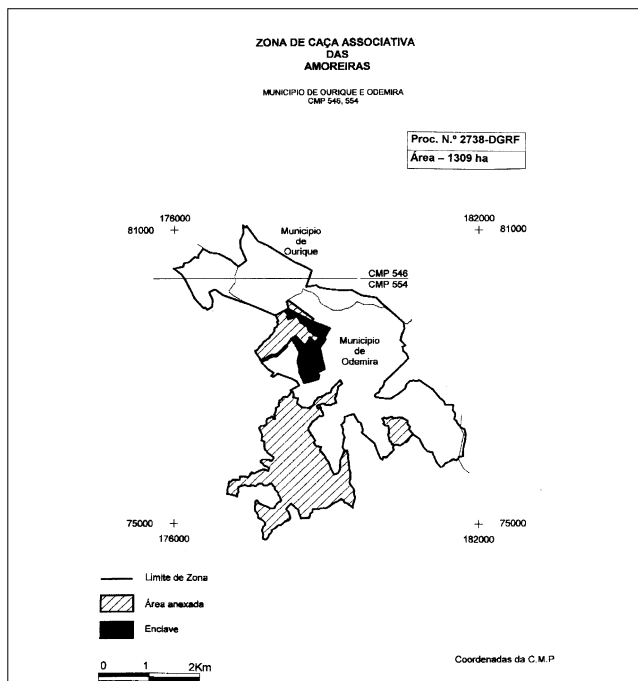 ZONA DE CAÇA ASSOCIATIVA
DAS
AMOREIRAS
MUNICIPIO DE OURIQUE E ODEMIRA
CMP 546, 554
Proc. N.º 2738-DGRF
Área – 1309 ha
176000
182000
81000
81000
Municipio
de
Ourique
CMP 546
CMP 554
Municipio
de
Odemira
75000
75000
176000
182000
Limite de Zona
Área anexada
Enclave
0 1 2Km
Coordenadas da C.M.P